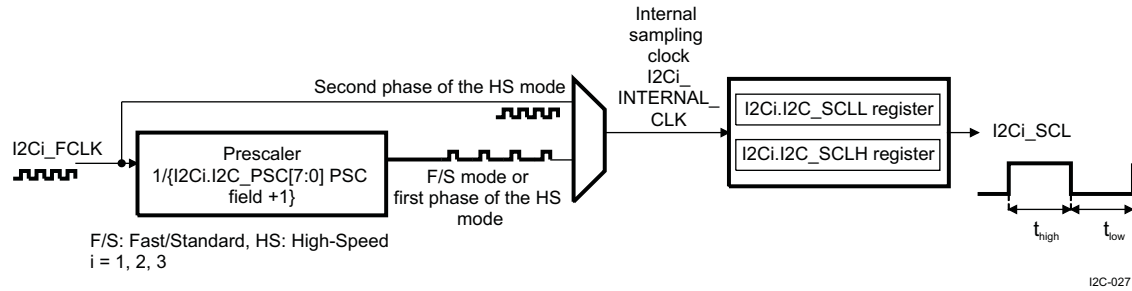 Internal
sampling
clock
I2Ci_
INTERNAL_
CLK
Second phase of the HS mode
I2Ci_FCLK
Prescaler
1/{I2Ci.I2C_PSC[7:0] PSC
field +1}
F/S mode or
first phase of the HS
mode
I2Ci.I2C_SCLL register
I2Ci.I2C_SCLH register
I2Ci_SCL
thigh
tlow
F/S: Fast/Standard, HS: High-Speed
i = 1, 2, 3
I2C-027